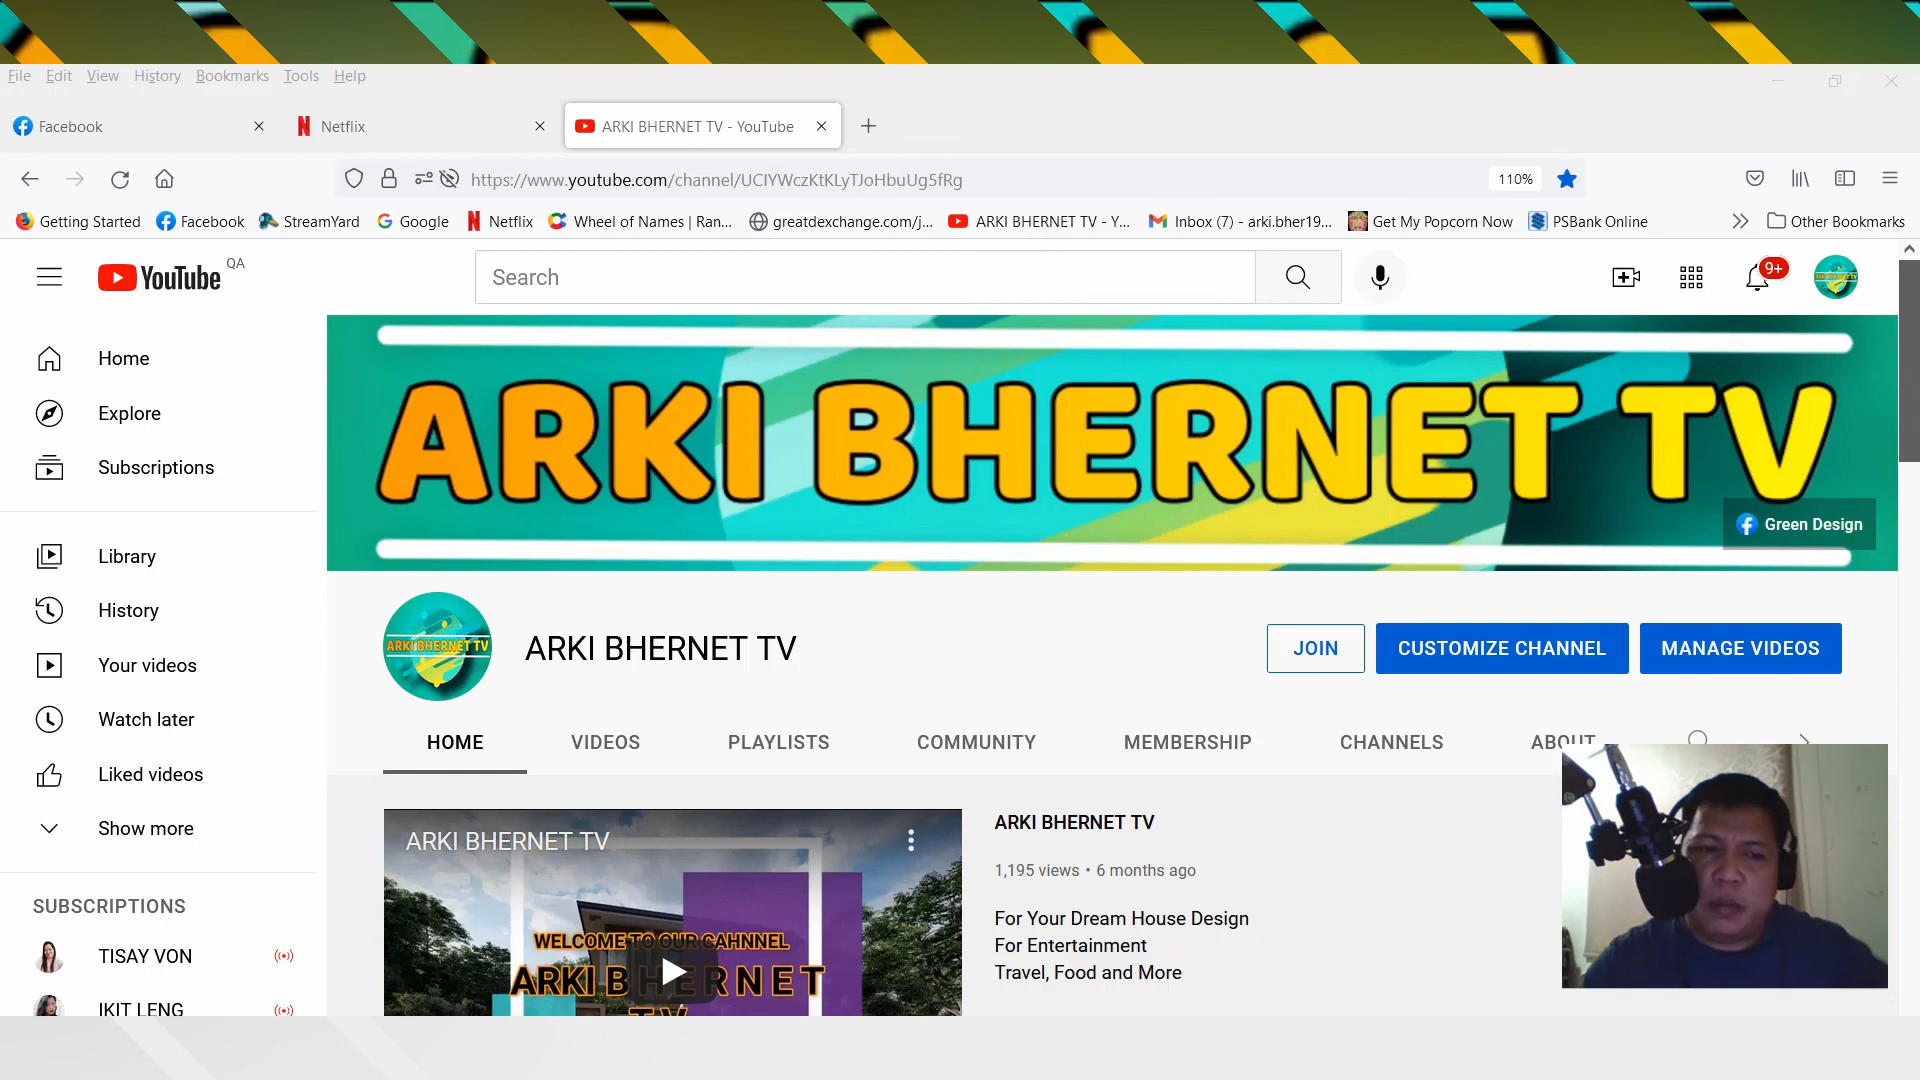 File Edit View History Bookmarks Tools Help
Facebook Netflix ARKI BHERNET TV - YouTube
https://www.youtube.com/channel/UCIYWczKtKLyTJoHbuUg5fRg 110%
Getting Started Facebook StreamYard Google Netflix Wheel of Names | Ran... greatdexchange.com/j... ARKI BHERNET TV - Y... Inbox (7) - arki.bher19... Get My Popcorn Now PSBank Online Other Bookmarks
YouTube QA Search 9+
Home
Explore
Subscriptions
Library
History
Your videos
Watch later
Liked videos
Show more
SUBSCRIPTIONS
TISAY VON
IKIT LENG
ARKI BHERNET TV
Green Design
ARKI BHERNET TV
ARKI BHERNET TV
JOIN CUSTOMIZE CHANNEL MANAGE VIDEOS
HOME VIDEOS PLAYLISTS COMMUNITY MEMBERSHIP CHANNELS ABOUT
ARKI BHERNET TV
WELCOME TO OUR CAHNNEL
ARKI BHERNET
TV
ARKI BHERNET TV
1,195 views • 6 months ago
For Your Dream House Design
For Entertainment
Travel, Food and More